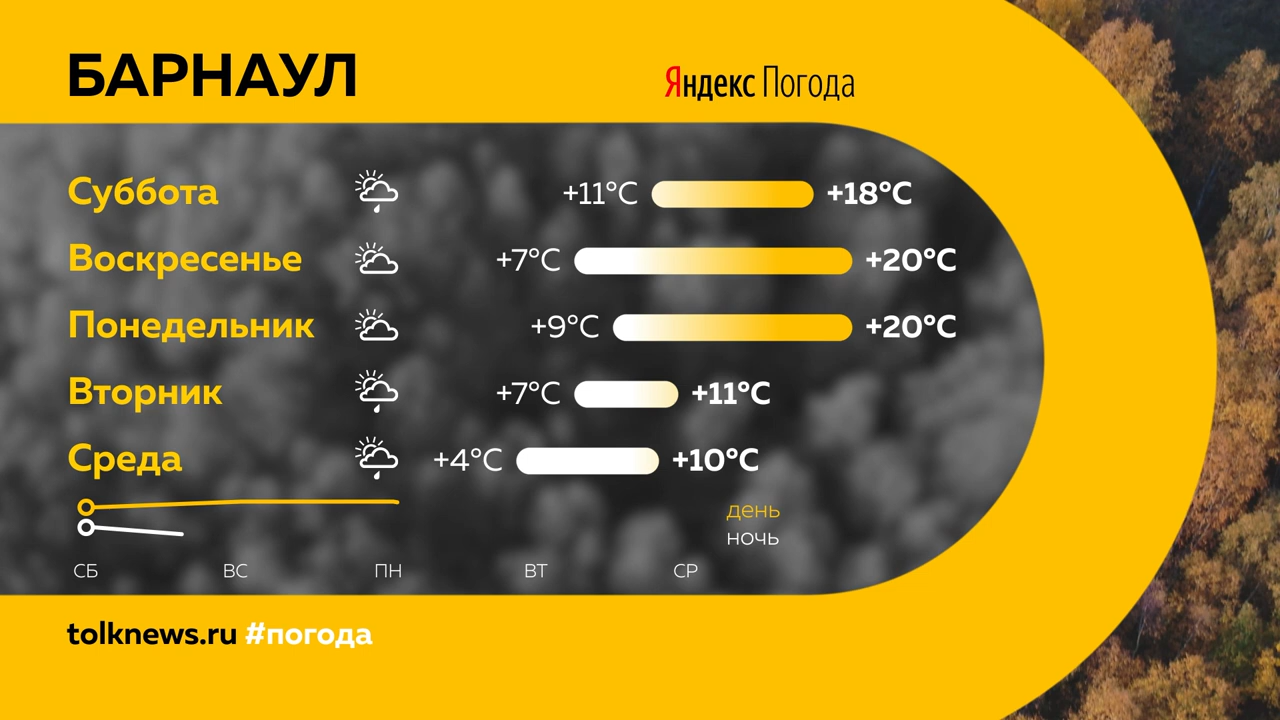 БАРНАУЛ
Яндекс Погода
Суббота +11°C +18°C
Воскресенье +7°C +20°C
Понедельник +9°C +20°C
Вторник +7°C +11°C
Среда +4°C +10°C
день
ночь
СБ ВС ПН ВТ СР
tolknews.ru #погода